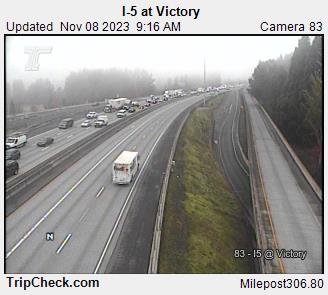 I-5 at Victory
Updated  Nov 08 2023  9:16 AM
Camera 83
N
83 - I5 @ Victory
TripCheck.com
Milepost306.80